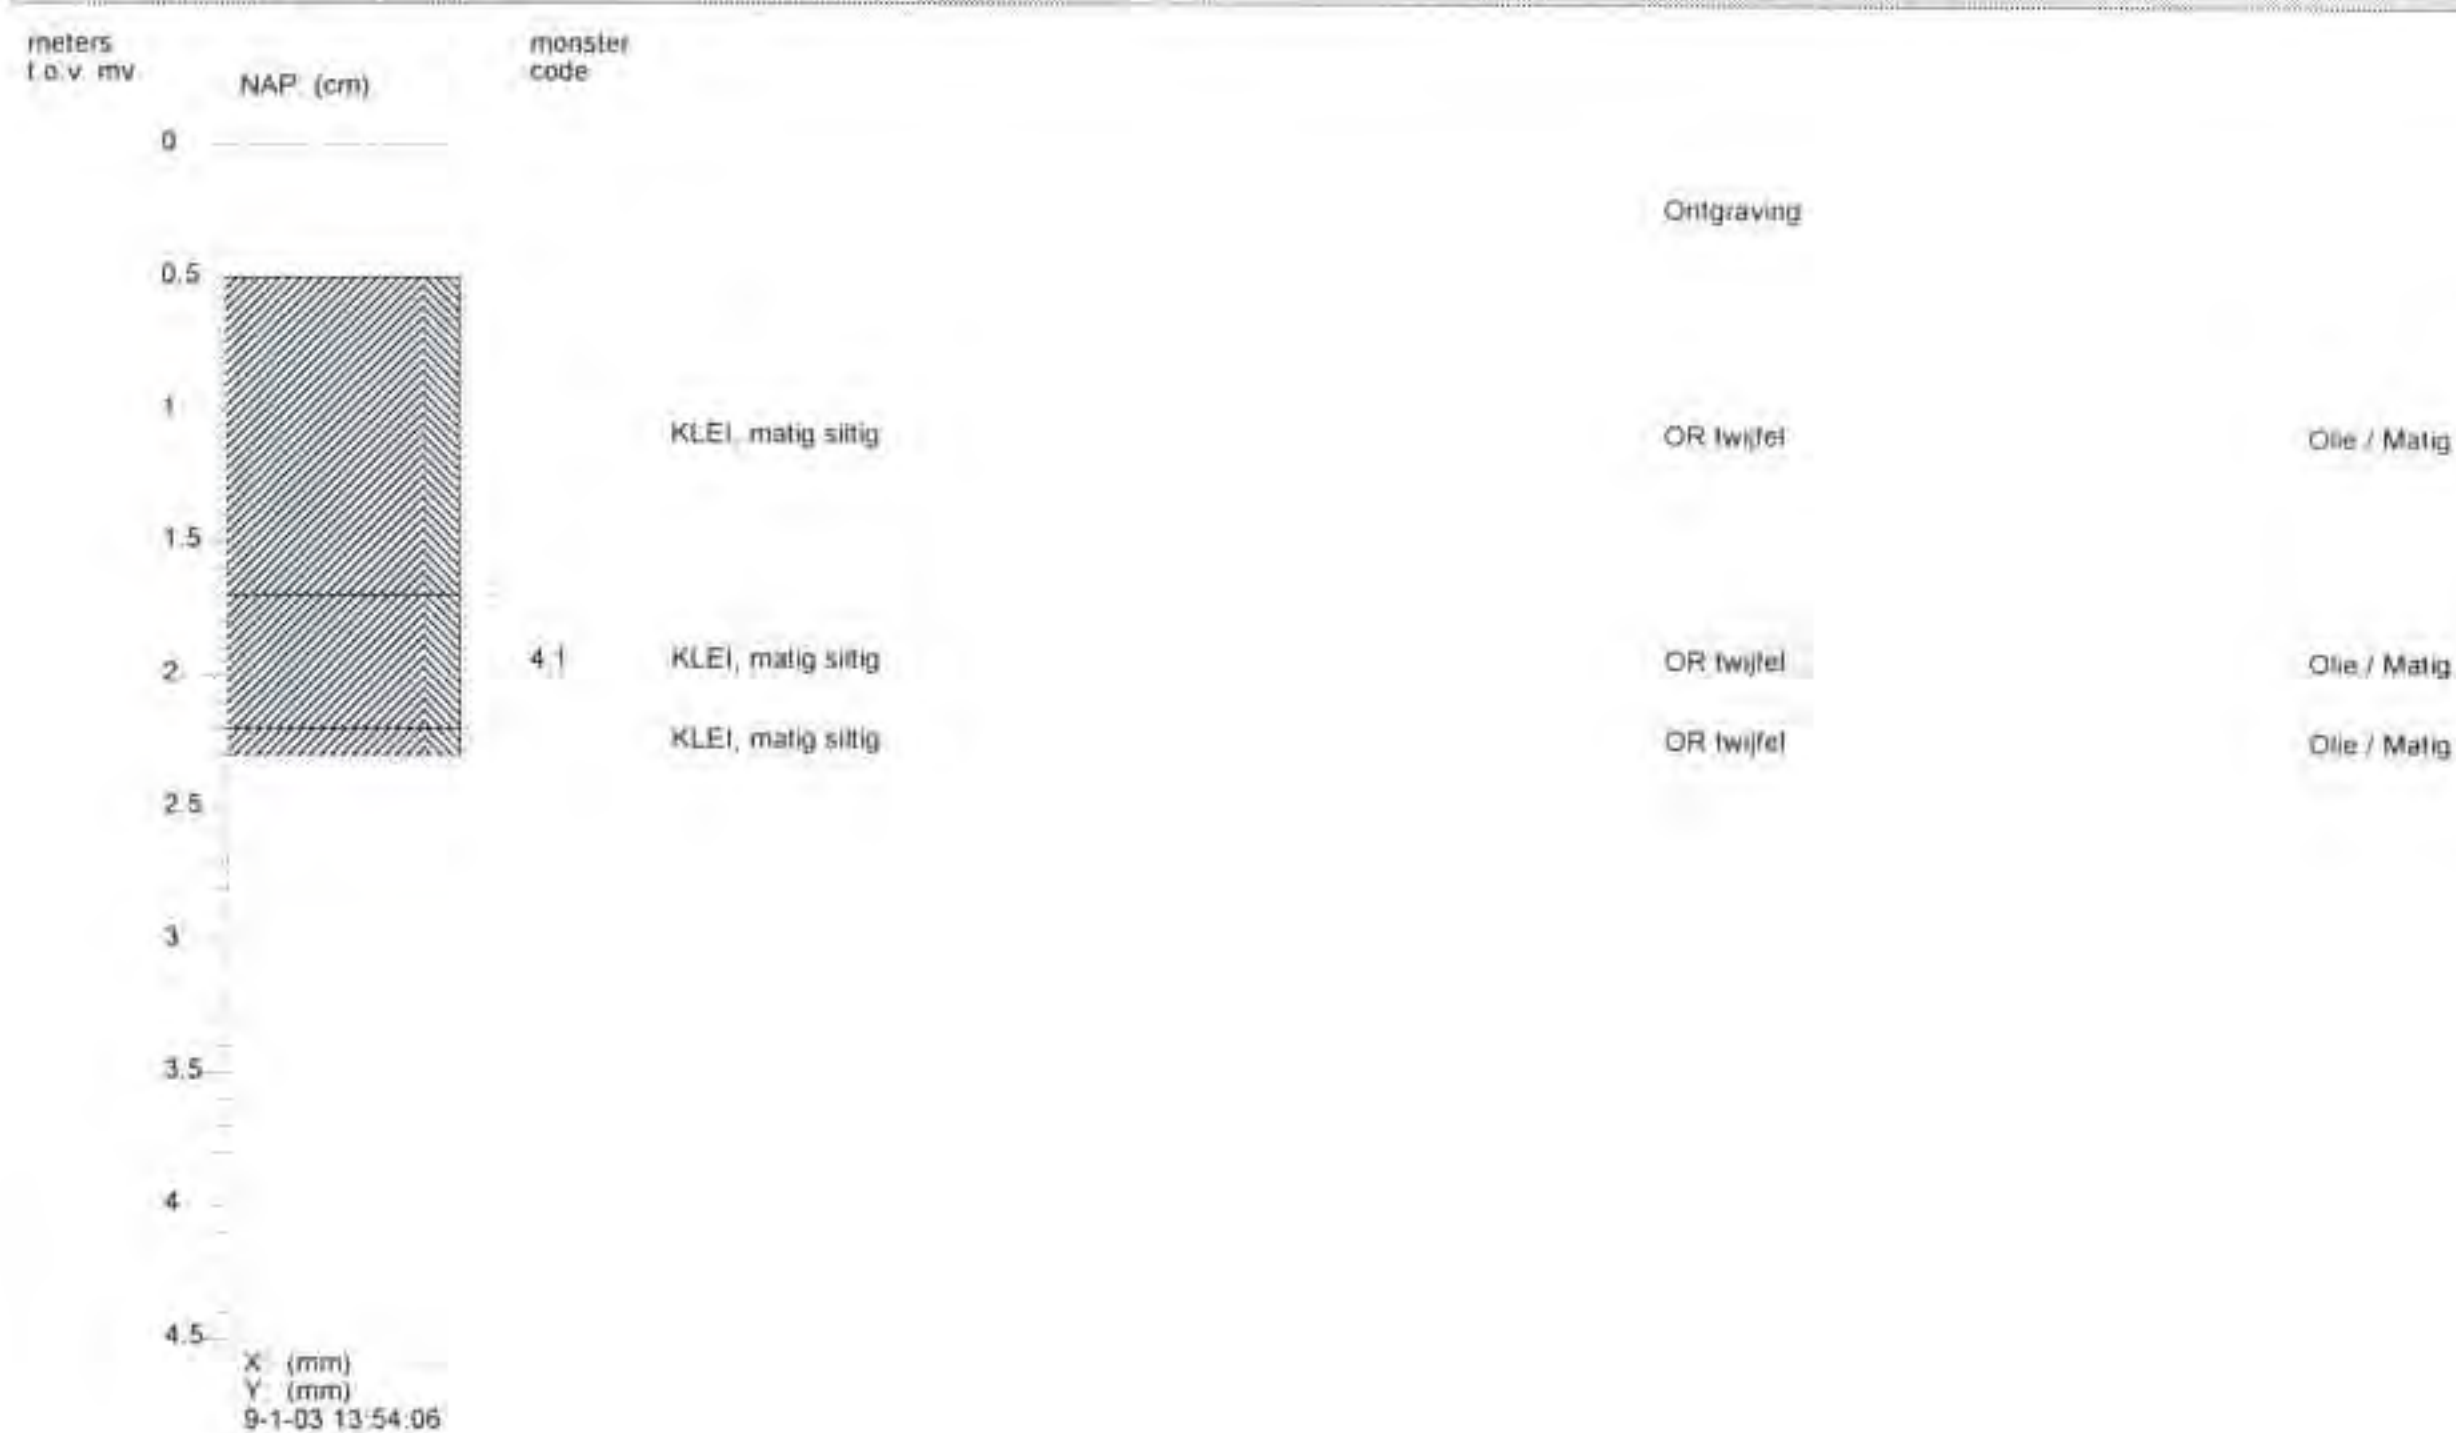 meters
t.o.v. mv.
NAP. (cm)
monster
code
0
Ontgraving
0.5
1
KLEI, matig siltig
OR twijfel
Olie / Matig
1.5
4.1
KLEI, matig siltig
OR twijfel
Olie / Matig
2
KLEI, matig siltig
OR twijfel
Olie / Matig
2.5
3
3.5
4
4.5
X: (mm)
Y: (mm)
9-1-03 13:54:06